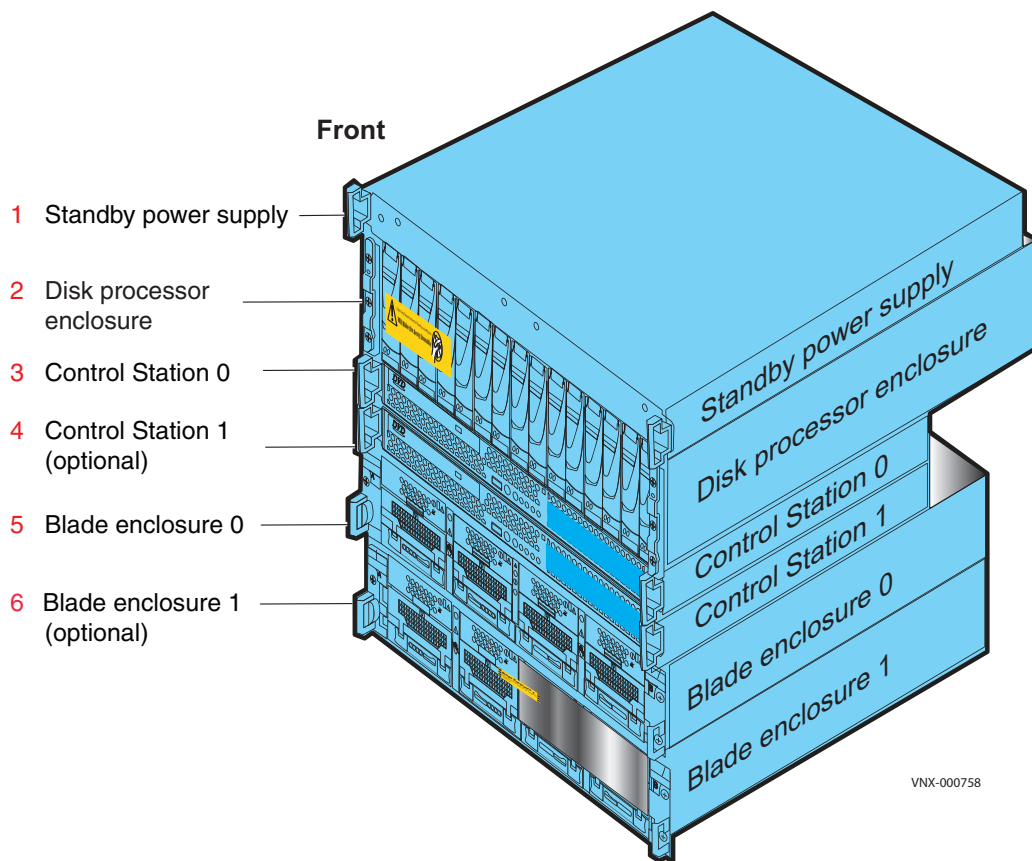 Front
1 Standby power supply
2 Disk processor
enclosure
3 Control Station 0
4 Control Station 1
(optional)
5 Blade enclosure 0
6 Blade enclosure 1
(optional)
Standby power supply
Disk processor enclosure
Control Station 0
Control Station 1
Blade enclosure 0
Blade enclosure 1
VNX-000758